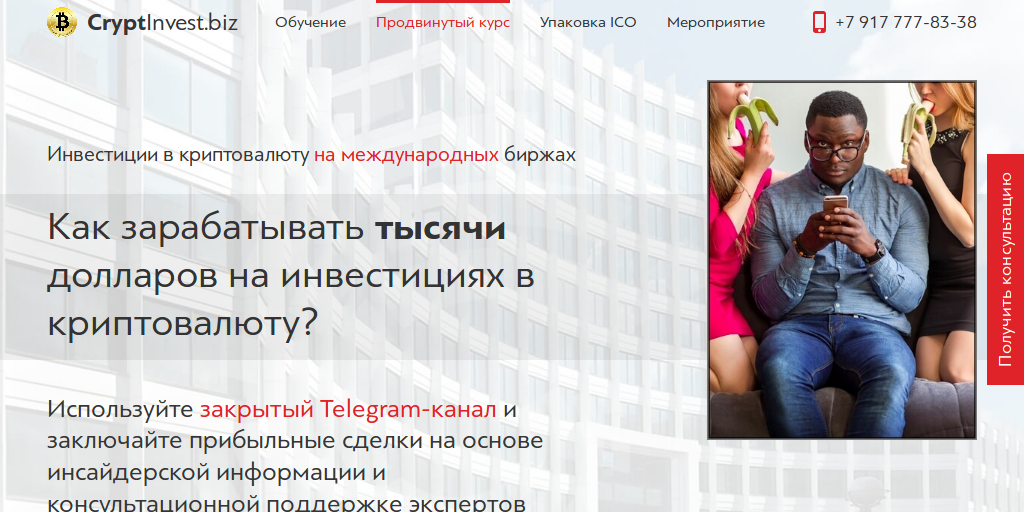 CryptInvest.biz
Обучение
Продвинутый курс
Упаковка ICO
Мероприятие
+7 917 777-83-38
Инвестиции в криптовалюту на международных биржах
Как зарабатывать тысячи
долларов на инвестициях в
криптовалюту?
Получить консультацию
Используйте закрытый Telegram-канал и
заключайте прибыльные сделки на основе
инсайдерской информации и
консультационной поддержке экспертов